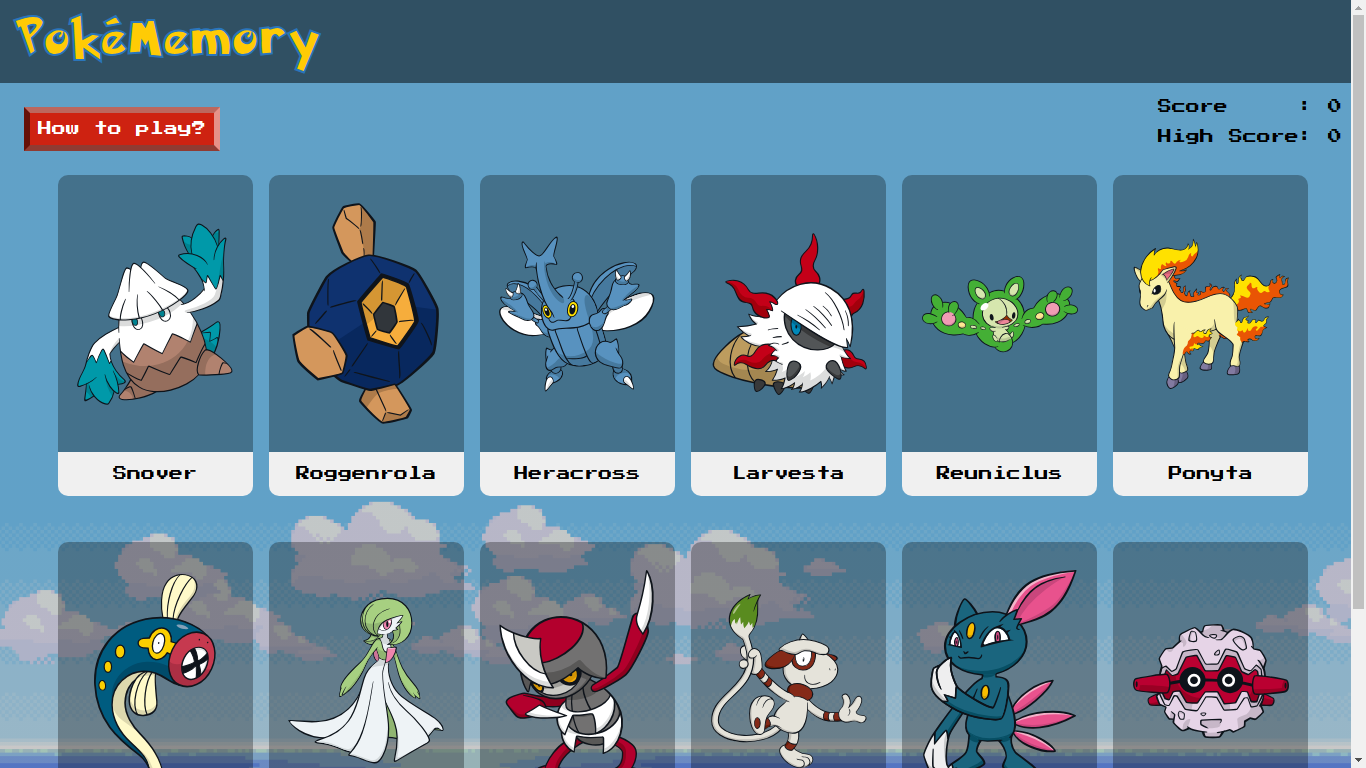 PokéMemory
How to play?
Score : 0
High Score: 0
Snover
Roggenrola
Heracross
Larvesta
Reuniclus
Ponyta